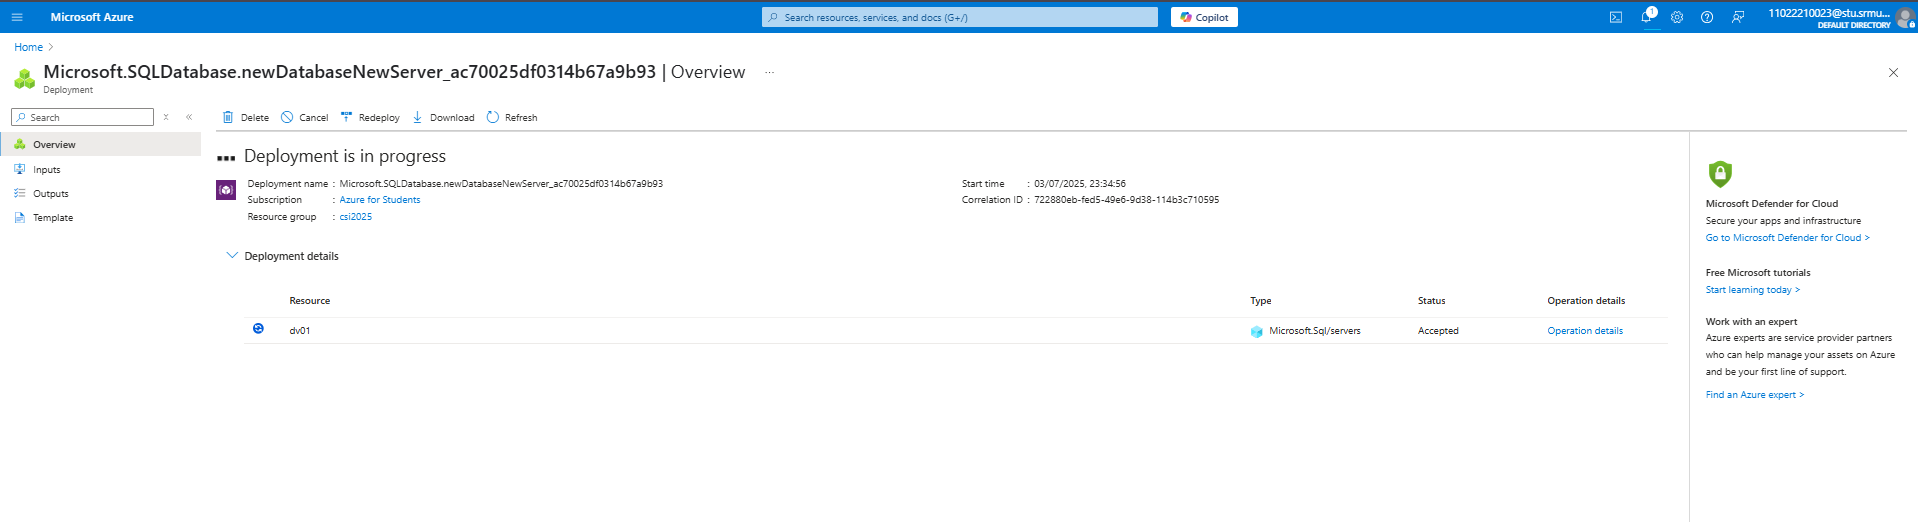 Microsoft Azure
Search resources, services, and docs (G+/)
Copilot
1
11022210023@stu.srmu...
DEFAULT DIRECTORY
Home >
Microsoft.SQLDatabase.newDatabaseNewServer_ac70025df0314b67a9b93 | Overview ...
Deployment
Search
Overview
Inputs
Outputs
Template
Delete
Cancel
Redeploy
Download
Refresh
Deployment is in progress
Deployment name : Microsoft.SQLDatabase.newDatabaseNewServer_ac70025df0314b67a9b93
Subscription : Azure for Students
Resource group : csi2025
Start time : 03/07/2025, 23:34:56
Correlation ID : 722880eb-fed5-49e6-9d38-114b3c710595
Deployment details
Resource Type Status Operation details
dv01 Microsoft.Sql/servers Accepted Operation details
Microsoft Defender for Cloud
Secure your apps and infrastructure
Go to Microsoft Defender for Cloud >
Free Microsoft tutorials
Start learning today >
Work with an expert
Azure experts are service provider partners
who can help manage your assets on Azure
and be your first line of support.
Find an Azure expert >